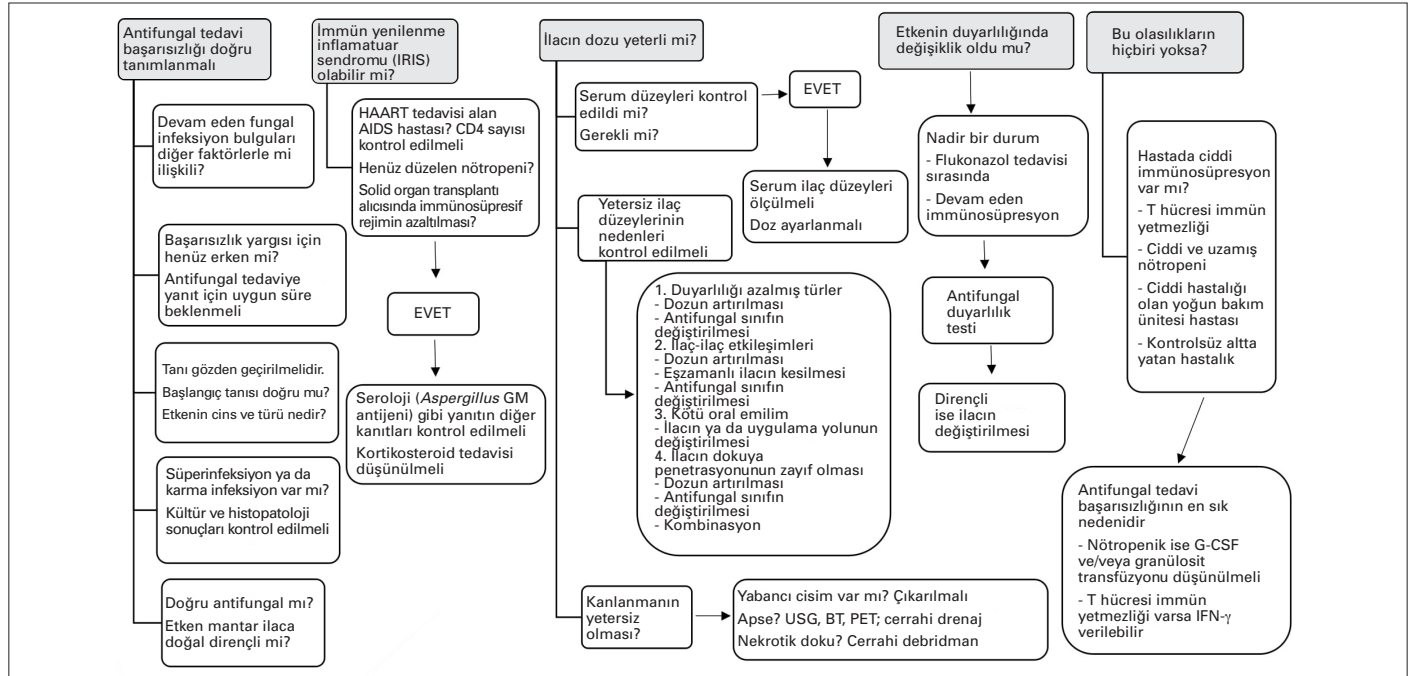 Antifungal tedavi
başarısızlığı doğru
tanımlanmalı
Devam eden fungal
infeksiyon bulguları
diğer faktörlerle mi
ilişkili?
Başarısızlık yargısı için
henüz erken mi?
Antifungal tedaviye
yanıt için uygun süre
beklenmeli
Tanı gözden geçirilmelidir.
Başlangıç tanısı doğru mu?
Etkenin cins ve türü nedir?
Süperinfeksiyon ya da
karma infeksiyon var mı?
Kültür ve histopatoloji
sonuçları kontrol edilmeli
Doğru antifungal mı?
Etken mantar ilaca
doğal dirençli mi?
İmmün yenilenme
inflamatuar
sendromu (IRIS)
olabilir mi?
HAART tedavisi alan
AIDS hastası? CD4 sayısı
kontrol edilmeli
Henüz düzelen nötropeni?
Solid organ transplantı
alıcısında immünosüpresif
rejimin azaltılması?
EVET
Seroloji (Aspergillus GM
antijeni) gibi yanıtın diğer
kanıtları kontrol edilmeli
Kortikosteroid tedavisi
düşünülmeli
İlacın dozu yeterli mi?
Serum düzeyleri kontrol
edildi mi?
Gerekli mi?
EVET
Serum ilaç düzeyleri
ölçülmeli
Doz ayarlanmalı
Yetersiz ilaç
düzeylerinin
nedenleri
kontrol edilmeli
1. Duyarlılığı azalmış türler
- Dozun artırılması
- Antifungal sınıfın
değiştirilmesi
2. İlaç-ilaç etkileşimleri
- Dozun artırılması
- Eşzamanlı ilacın kesilmesi
- Antifungal sınıfın
değiştirilmesi
3. Kötü oral emilim
- İlacın ya da uygulama yolunun
değiştirilmesi
4. İlacın dokuya
penetrasyonunun zayıf olması
- Dozun artırılması
- Antifungal sınıfın
değiştirilmesi
- Kombinasyon
Kanlanmanın
yetersiz
olması?
Yabancı cisim var mı? Çıkarılmalı
Apse? USG, BT, PET; cerrahi drenaj
Nekrotik doku? Cerrahi debridman
Etkenin duyarlılığında
değişiklik oldu mu?
Nadir bir durum
- Flukonazol tedavisi
sırasında
- Devam eden
immünosüpresyon
Antifungal
duyarlılık
testi
Dirençli
ise ilacın
değiştirilmesi
Bu olasılıkların
hiçbiri yoksa?
Hastada ciddi
immünosüpresyon
var mı?
- T hücresi immün
yetmezliği
- Ciddi ve uzamış
nötropeni
- Ciddi hastalığı
olan yoğun bakım
ünitesi hastası
- Kontrolsüz altta
yatan hastalık
Antifungal tedavi
başarısızlığının en sık
nedenidir
- Nötropenik ise G-CSF
ve/veya granülosit
transfüzyonu düşünülmeli
- T hücresi immün
yetmezliği varsa IFN-γ
verilebilir